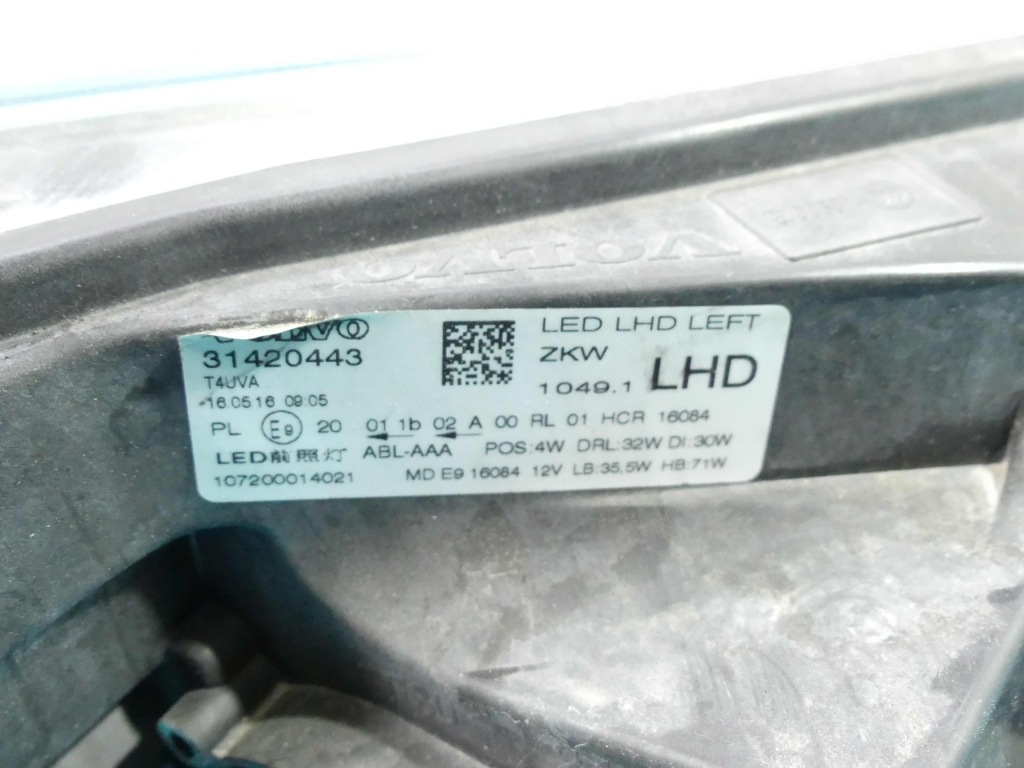 VOLVO
VOLVO
31420443
T4UVA
16.05.16 09:05
PL E9 20 01 1b 02 A 00 RL 01 HCR 16084
LED前照灯 ABL-AAA POS:4W DRL:32W DI:30W
107200014021 MD E9 16084 12V LB:35,5W HB:71W
LED LHD LEFT
ZKW
1049.1 LHD